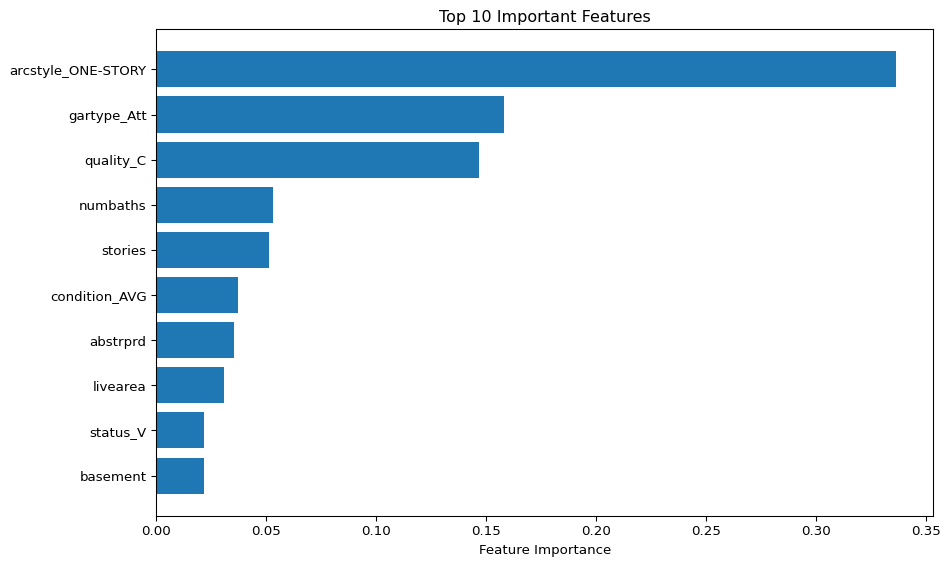 Top 10 Important Features
arcstyle_ONE-STORY
gartype_Att
quality_C
numbaths
stories
condition_AVG
abstrprd
livearea
status_V
basement
0.00 0.05 0.10 0.15 0.20 0.25 0.30 0.35
Feature Importance